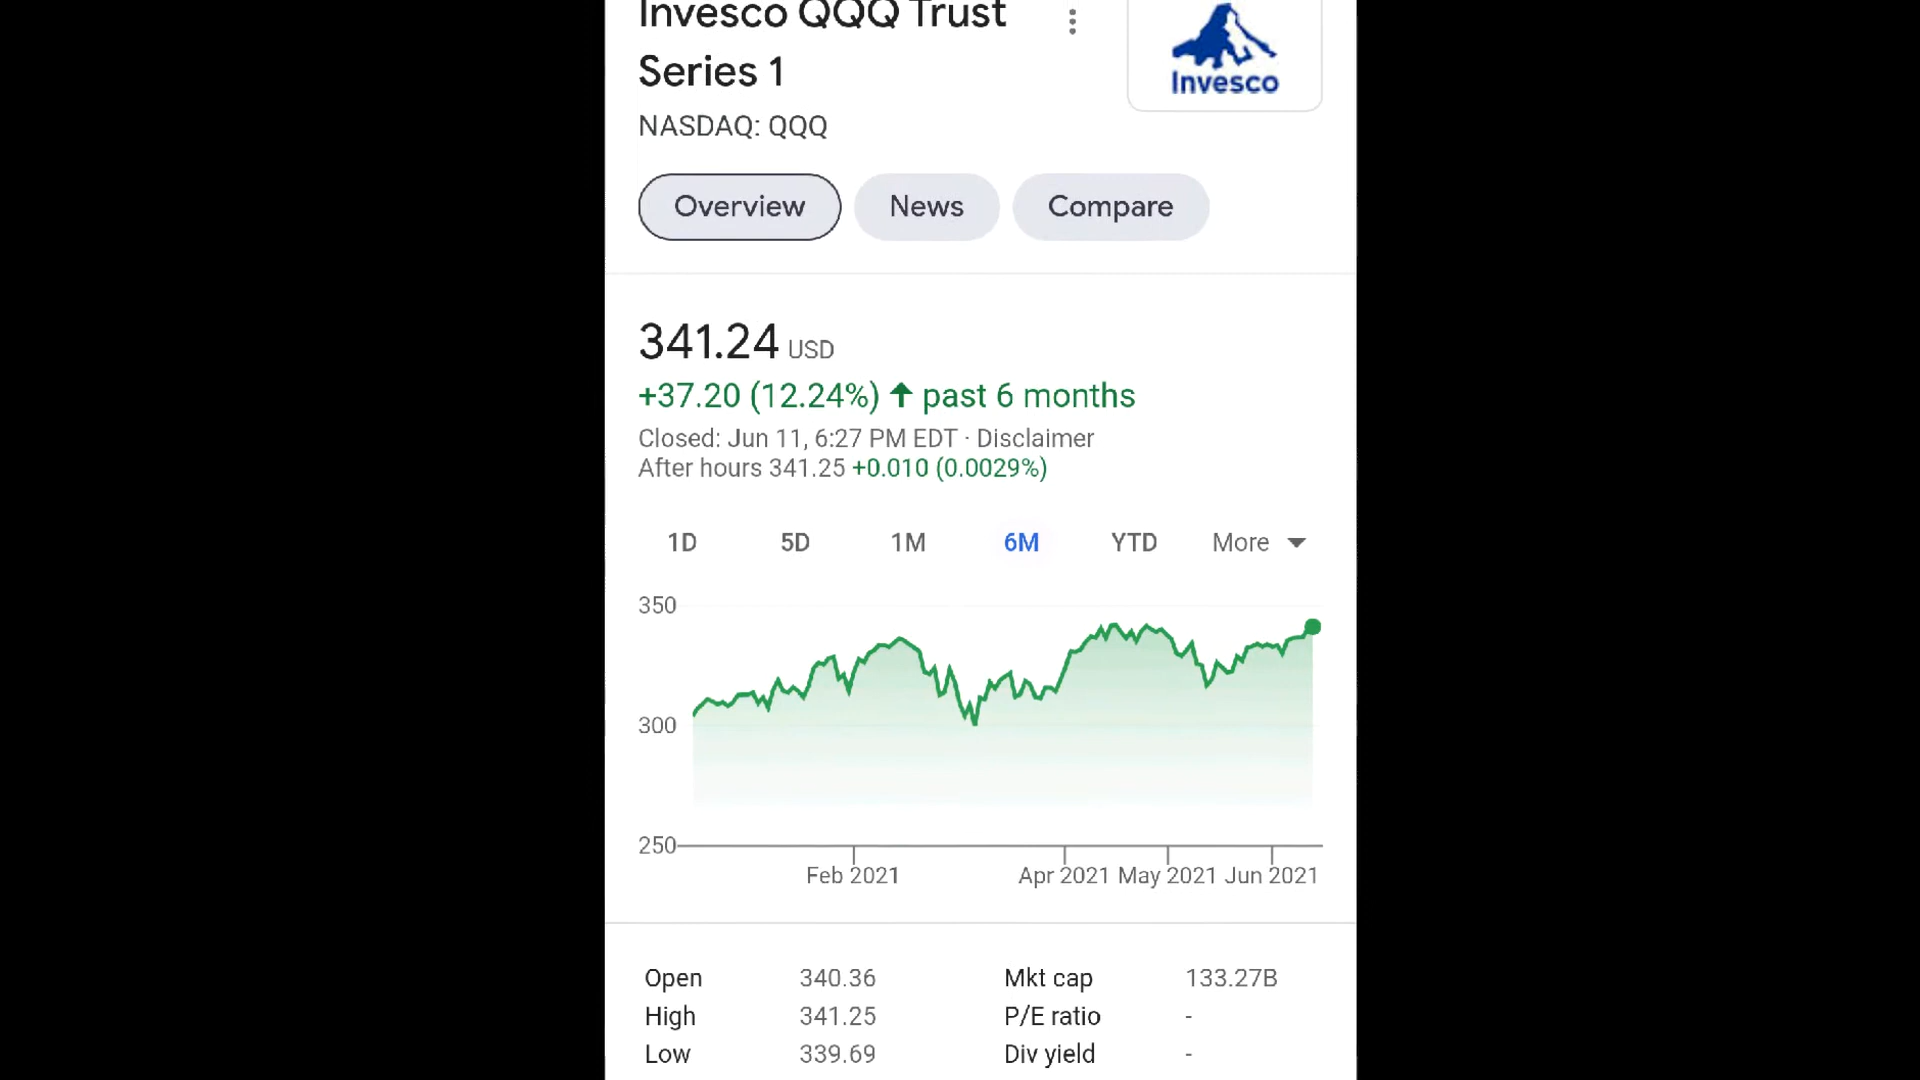 Invesco QQQ Trust
Series 1
Invesco
NASDAQ: QQQ
Overview News Compare
341.24 USD
+37.20 (12.24%) ↑ past 6 months
Closed: Jun 11, 6:27 PM EDT · Disclaimer
After hours 341.25 +0.010 (0.0029%)
1D 5D 1M 6M YTD More
350
300
250
Feb 2021 Apr 2021 May 2021 Jun 2021
Open 340.36 Mkt cap 133.27B
High 341.25 P/E ratio -
Low 339.69 Div yield -